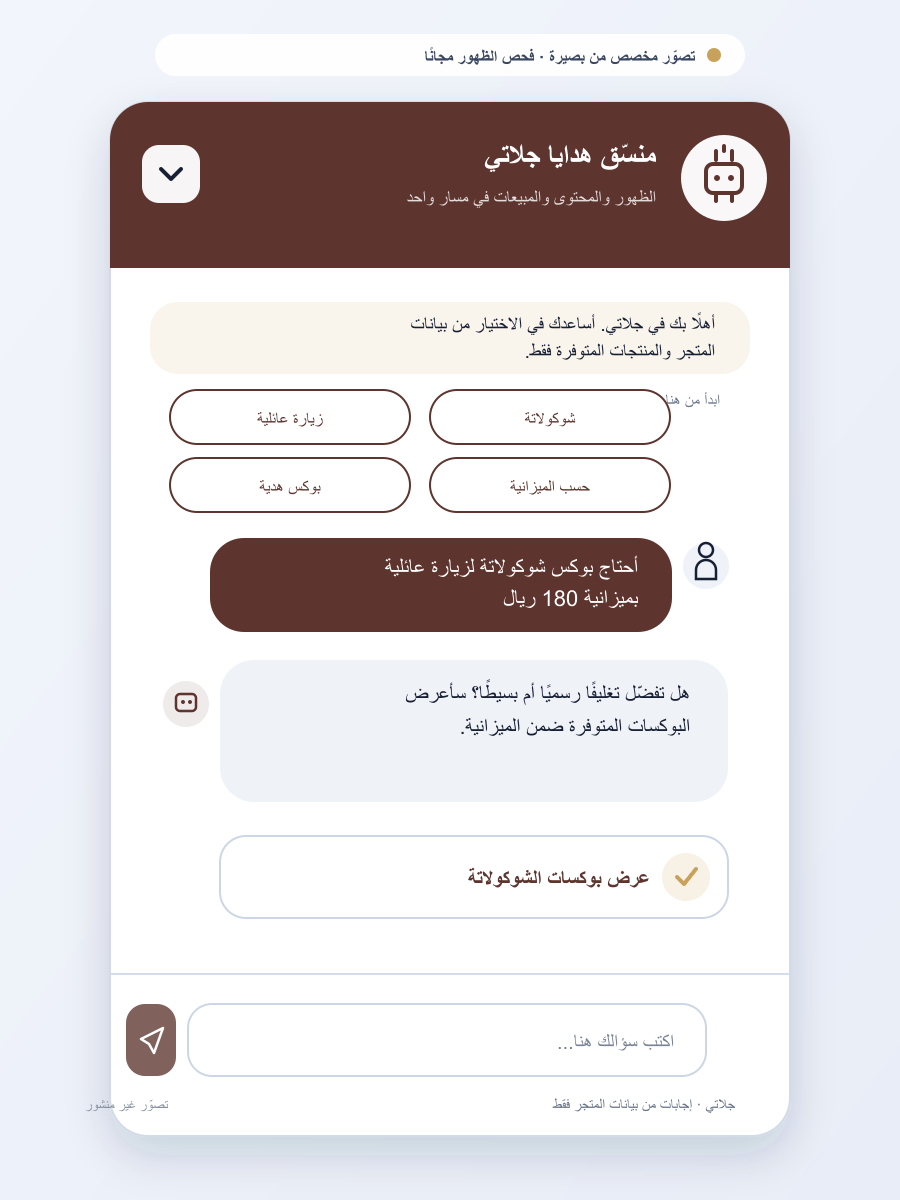 تصوّر مخصص من بصيرة · فحص الظهور مجانًا
منسّق هدايا جلاتي
الظهور والمحتوى والمبيعات في مسار واحد
أهلًا بك في جلاتي. أساعدك في الاختيار من بيانات
المتجر والمنتجات المتوفرة فقط.
ابدأ من هنا
شوكولاتة
زيارة عائلية
حسب الميزانية
بوكس هدية
أحتاج بوكس شوكولاتة لزيارة عائلية
بميزانية 180 ريال
هل تفضّل تغليفًا رسميًا أم بسيطًا؟ سأعرض
البوكسات المتوفرة ضمن الميزانية.
عرض بوكسات الشوكولاتة
اكتب سؤالك هنا...
جلاتي · إجابات من بيانات المتجر فقط
تصوّر غير منشور